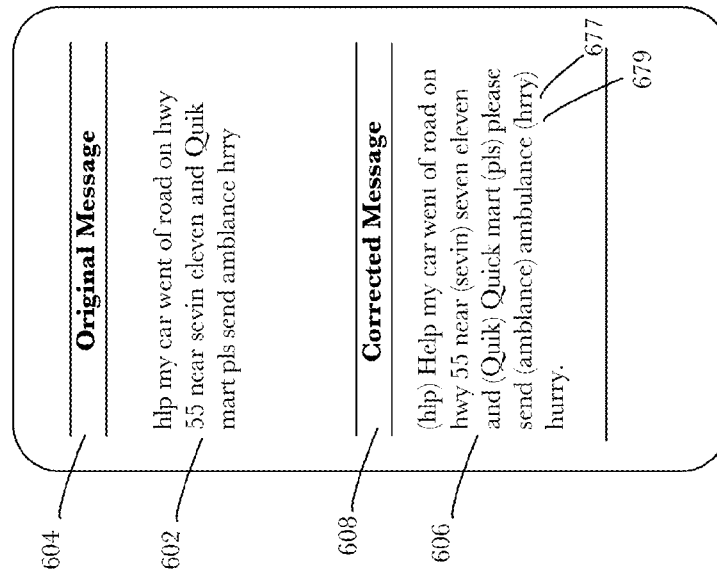 604
Original Message
602
hlp my car went of road on hwy
55 near sevin eleven and Quik
mart pls send amblance hrry
608
Corrected Message
606
(hlp) Help my car went of road on
hwy 55 near (sevin) seven eleven
and (Quik) Quick mart (pls) please
send (amblance) ambulance (hrry)
hurry.
677
679